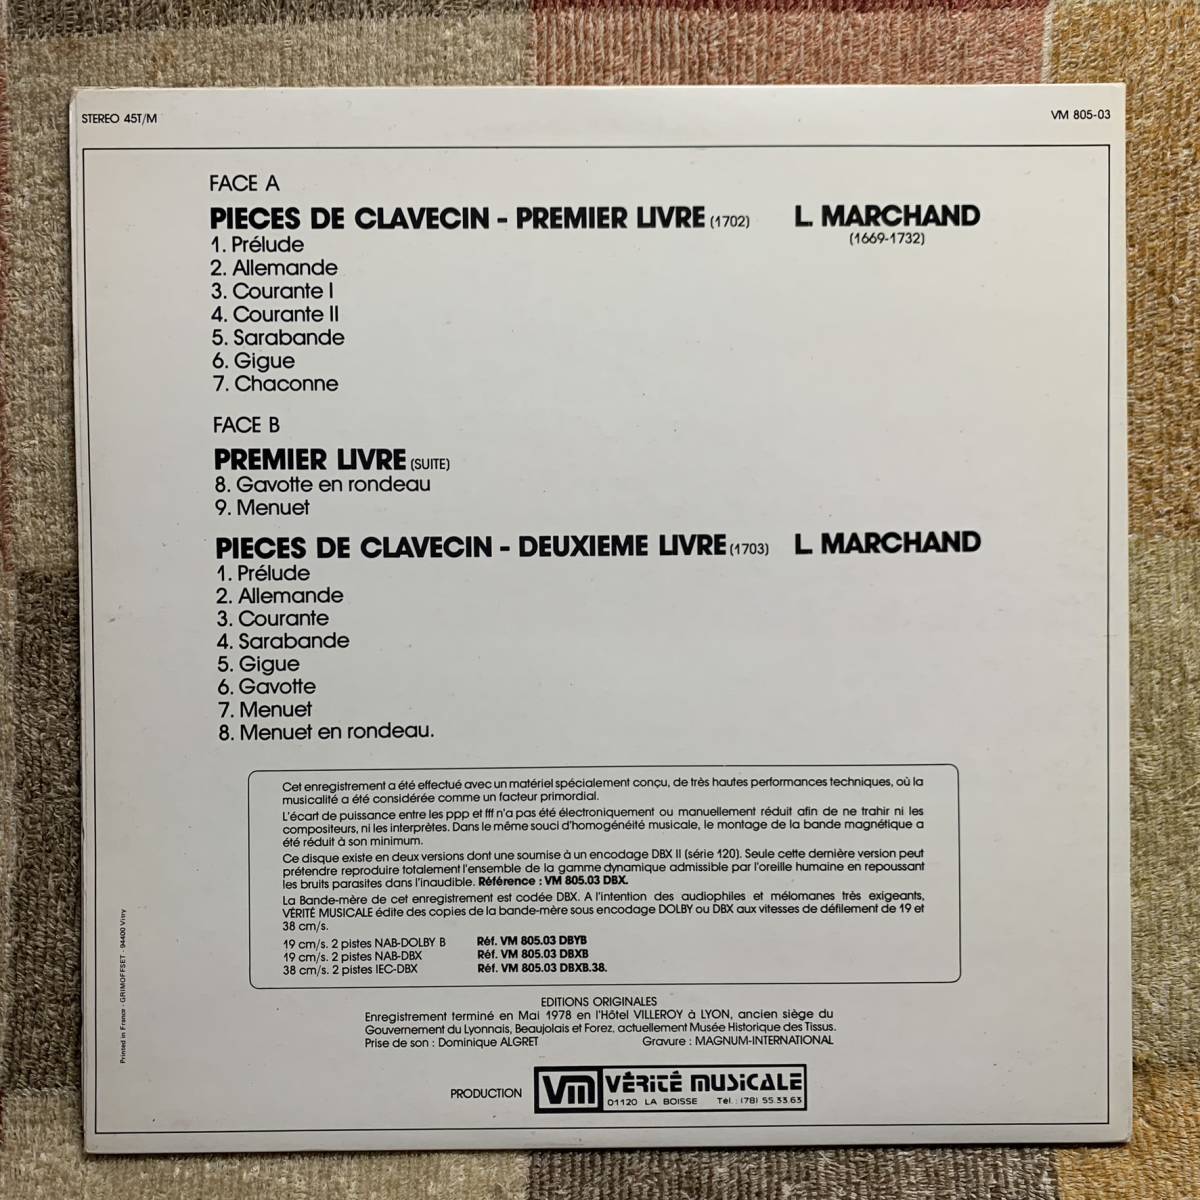 STEREO 45T/M
VM 805-03
FACE A
PIECES DE CLAVECIN - PREMIER LIVRE (1702) L. MARCHAND
(1669-1732)
1. Prélude
2. Allemande
3. Courante I
4. Courante II
5. Sarabande
6. Gigue
7. Chaconne
FACE B
PREMIER LIVRE (SUITE)
8. Gavotte en rondeau
9. Menuet
PIECES DE CLAVECIN - DEUXIEME LIVRE (1703) L. MARCHAND
1. Prélude
2. Allemande
3. Courante
4. Sarabande
5. Gigue
6. Gavotte
7. Menuet
8. Menuet en rondeau.
Cet enregistrement a été effectué avec un matériel spécialement conçu, de très hautes performances techniques, où la
musicalité a été considérée comme un facteur primordial.
L'écart de puissance entre les ppp et fff n'a pas été électroniquement ou manuellement réduit afin de ne trahir ni les
compositeurs, ni les interprètes. Dans le même souci d'homogénéité musicale, le montage de la bande magnétique a
été réduit à son minimum.
Ce disque existe en deux versions dont une soumise à un encodage DBX II (série 120). Seule cette dernière version peut
prétendre reproduire totalement l'ensemble de la gamme dynamique admissible par l'oreille humaine en repoussant
les bruits parasites dans l'inaudible. Référence : VM 805.03 DBX.
La Bande-mère de cet enregistrement est codée DBX. A l'intention des audiophiles et mélomanes très exigeants,
VÉRITÉ MUSICALE édite des copies de la bande-mère sous encodage DOLBY ou DBX aux vitesses de défilement de 19 et
38 cm/s.
19 cm/s. 2 pistes NAB-DOLBY B Réf. VM 805.03 DBYB
19 cm/s. 2 pistes NAB-DBX Réf. VM 805.03 DBXB
38 cm/s. 2 pistes IEC-DBX Réf. VM 805.03 DBXB.38.
EDITIONS ORIGINALES
Enregistrement terminé en Mai 1978 en l'Hôtel VILLEROY à LYON, ancien siège du
Gouvernement du Lyonnais, Beaujolais et Forez, actuellement Musée Historique des Tissus.
Prise de son : Dominique ALGRET Gravure : MAGNUM-INTERNATIONAL
PRODUCTION VM VÉRITÉ MUSICALE
01120 LA BOISSE Tél. : (78) 55.33.63
Printed in France - GRIMOFFSET - 94400 Vitry